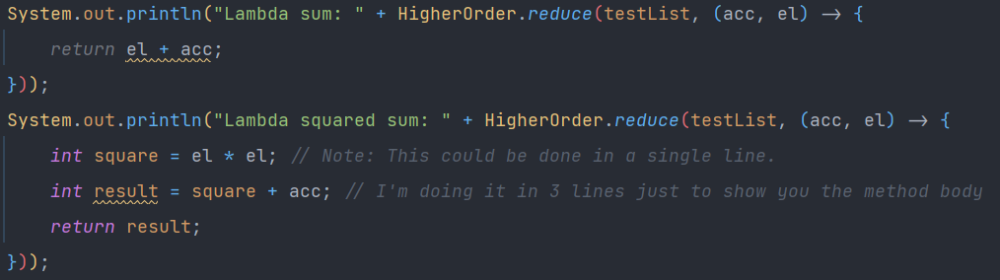 System.out.println("Lambda sum: " + HigherOrder.reduce(testList, (acc, el) -> {
    return el + acc;
}));
System.out.println("Lambda squared sum: " + HigherOrder.reduce(testList, (acc, el) -> {
    int square = el * el; // Note: This could be done in a single line.
    int result = square + acc; // I'm doing it in 3 lines just to show you the method body
    return result;
}));